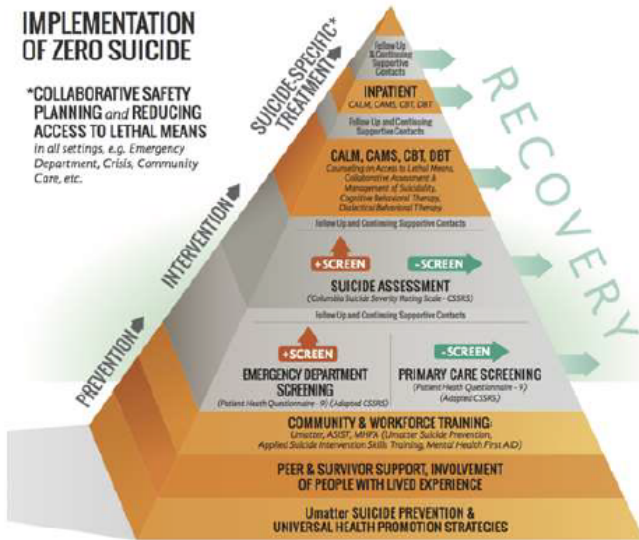 IMPLEMENTATION
OF ZERO SUICIDE
*COLLABORATIVE SAFETY
PLANNING and REDUCING
ACCESS TO LETHAL MEANS
in all settings, e.g. Emergency
Department, Crisis, Community
Care, etc.
PREVENTION
INTERVENTION
SUICIDE-SPECIFIC*
TREATMENT
RECOVERY
Follow Up
& Continuing
Supportive
Contacts
INPATIENT
CALM, CAMS, CBT, DBT
Follow Up and Continuing
Supportive Contacts
CALM, CAMS, CBT, DBT
Counseling on Access to Lethal Means,
Collaborative Assessment &
Management of Suicidality,
Cognitive Behavioral Therapy,
Dialectical Behavioral Therapy
Follow Up and Continuing Supportive Contacts
+SCREEN
-SCREEN
SUICIDE ASSESSMENT
(Columbia Suicide Severity Rating Scale - CSSRS)
Follow Up and Continuing Supportive Contacts
+SCREEN
-SCREEN
EMERGENCY DEPARTMENT
SCREENING
(Patient Heath Questionnaire - 9) (Adapted CSSRS)
PRIMARY CARE SCREENING
(Patient Heath Questionnaire - 9)
(Adapted CSSRS)
COMMUNITY & WORKFORCE TRAINING:
Umatter, ASIST, MHFA (Umatter Suicide Prevention,
Applied Suicide Intervention Skills Training, Mental Health First AID)
PEER & SURVIVOR SUPPORT, INVOLVEMENT
OF PEOPLE WITH LIVED EXPERIENCE
Umatter SUICIDE PREVENTION &
UNIVERSAL HEALTH PROMOTION STRATEGIES